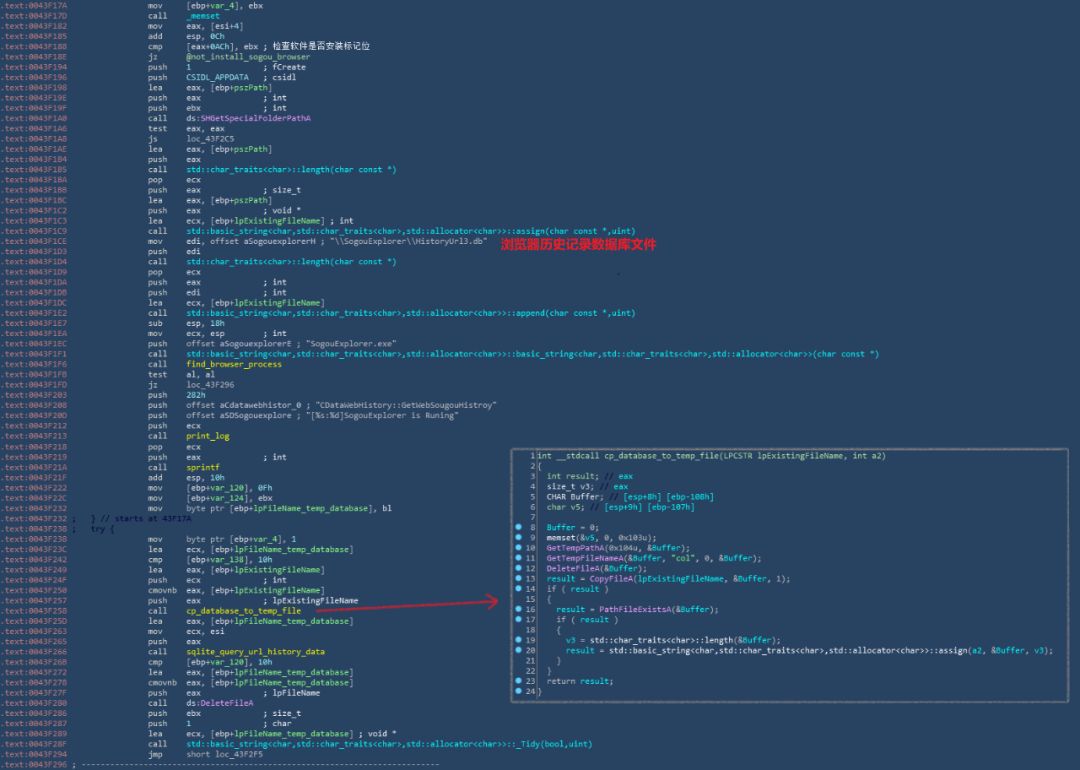 .text:0043F17A mov [ebp+var_4], ebx
.text:0043F17D call _memset
.text:0043F182 mov eax, [esi+4]
.text:0043F185 add esp, 0Ch
.text:0043F188 cmp [eax+0ACh], ebx ; 检查软件是否安装标记位
.text:0043F18E jz @not_install_sogou_browser
.text:0043F194 push 1 ; fCreate
.text:0043F196 push CSIDL_APPDATA ; csidl
.text:0043F198 lea eax, [ebp+pszPath]
.text:0043F19E push eax ; int
.text:0043F19F push ebx ; int
.text:0043F1A0 call ds:SHGetSpecialFolderPathA
.text:0043F1A6 test eax, eax
.text:0043F1A8 js loc_43F2C5
.text:0043F1AE lea eax, [ebp+pszPath]
.text:0043F1B4 push eax
.text:0043F1B5 call std::char_traits<char>::length(char const *)
.text:0043F1BA pop ecx
.text:0043F1BB push eax ; size_t
.text:0043F1BC lea eax, [ebp+pszPath]
.text:0043F1C2 push eax ; void *
.text:0043F1C3 lea ecx, [ebp+lpExistingFileName] ; int
.text:0043F1C9 call std::basic_string<char,std::char_traits<char>,std::allocator<char>>::assign(char const *,uint)
.text:0043F1CE mov edi, offset aSogouexplorerH ; "\\SogouExplorer\\HistoryUrl3.db" 浏览器历史记录数据库文件
.text:0043F1D3 push edi
.text:0043F1D4 call std::char_traits<char>::length(char const *)
.text:0043F1D9 pop ecx
.text:0043F1DA push eax ; int
.text:0043F1DB push edi ; int
.text:0043F1DC lea ecx, [ebp+lpExistingFileName]
.text:0043F1E2 call std::basic_string<char,std::char_traits<char>,std::allocator<char>>::append(char const *,uint)
.text:0043F1E7 sub esp, 18h
.text:0043F1EA mov ecx, esp ; int
.text:0043F1EC push offset aSogouexplorerE ; "SogouExplorer.exe"
.text:0043F1F1 call std::basic_string<char,std::char_traits<char>,std::allocator<char>>::basic_string<char,std::char_traits<char>,std::allocator<char>>(char const *)
.text:0043F1F6 call find_browser_process
.text:0043F1FB test al, al
.text:0043F1FD jz loc_43F296
.text:0043F203 push 282h
.text:0043F208 push offset aCdatawebhistor_0 ; "CDataWebHistory::GetWebSougouHistroy"
.text:0043F20D push offset aSDSogouexplore ; "[%s:%d]SogouExplorer is Runing"
.text:0043F212 push ecx
.text:0043F213 call print_log
.text:0043F218 pop ecx
.text:0043F219 push eax ; int
.text:0043F21A call sprintf
.text:0043F21F add esp, 10h
.text:0043F222 mov [ebp+var_120], 0Fh
.text:0043F22C mov [ebp+var_124], ebx
.text:0043F232 mov byte ptr [ebp+lpFileName_temp_database], bl
.text:0043F232 ; } // starts at 43F17A
.text:0043F238 ; try {
.text:0043F238 mov byte ptr [ebp+var_4], 1
.text:0043F23C lea ecx, [ebp+lpFileName_temp_database]
.text:0043F242 cmp [ebp+var_138], 10h
.text:0043F249 lea eax, [ebp+lpExistingFileName]
.text:0043F24F push ecx ; int
.text:0043F250 cmovnb eax, [ebp+lpExistingFileName]
.text:0043F257 push eax ; lpExistingFileName
.text:0043F258 call cp_database_to_temp_file
.text:0043F25D lea eax, [ebp+lpFileName_temp_database]
.text:0043F263 mov ecx, esi
.text:0043F265 push eax
.text:0043F266 call sqlite_query_url_history_data
.text:0043F26B cmp [ebp+var_120], 10h
.text:0043F272 lea eax, [ebp+lpFileName_temp_database]
.text:0043F278 cmovnb eax, [ebp+lpFileName_temp_database]
.text:0043F27F push eax ; lpFileName
.text:0043F280 call ds:DeleteFileA
.text:0043F286 push ebx ; size_t
.text:0043F287 push 1 ; char
.text:0043F289 lea ecx, [ebp+lpFileName_temp_database] ; void *
.text:0043F28F call std::basic_string<char,std::char_traits<char>,std::allocator<char>>::_Tidy(bool,uint)
.text:0043F294 jmp short loc_43F2F5
.text:0043F296 ; ---------------------------------------------------------------------------
1 int __stdcall cp_database_to_temp_file(LPCSTR lpExistingFileName, int a2)
2 {
3 int result; // eax
4 size_t v3; // eax
5 CHAR Buffer; // [esp+8h] [ebp-108h]
6 char v5; // [esp+9h] [ebp-107h]
7
8 Buffer = 0;
9 memset(&v5, 0, 0x103u);
10 GetTempPathA(0x104u, &Buffer);
11 GetTempFileNameA(&Buffer, "col", 0, &Buffer);
12 DeleteFileA(&Buffer);
13 result = CopyFileA(lpExistingFileName, &Buffer, 1);
14 if ( result )
15 {
16 result = PathFileExistsA(&Buffer);
17 if ( result )
18 {
19 v3 = std::char_traits<char>::length(&Buffer);
20 result = std::basic_string<char,std::char_traits<char>,std::allocator<char>>::assign(a2, &Buffer, v3);
21 }
22 }
23 return result;
24 }